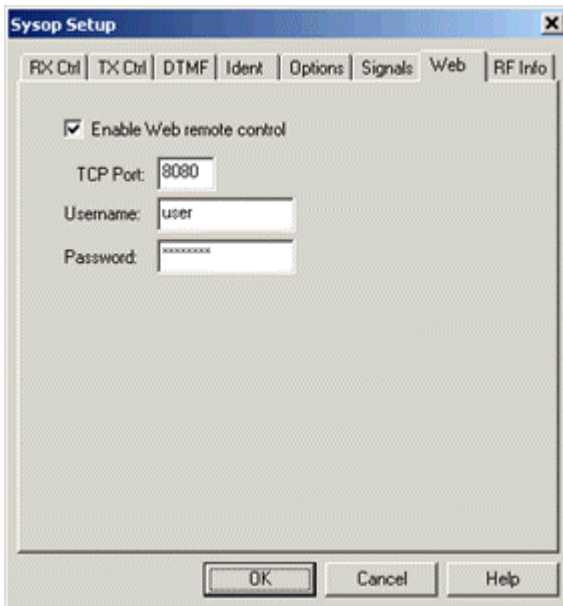 Sysop Setup
RX Ctrl TX Ctrl DTMF Ident Options Signals Web RF Info
Enable Web remote control
TCP Port: 8080
Username: user
Password: ********
OK Cancel Help